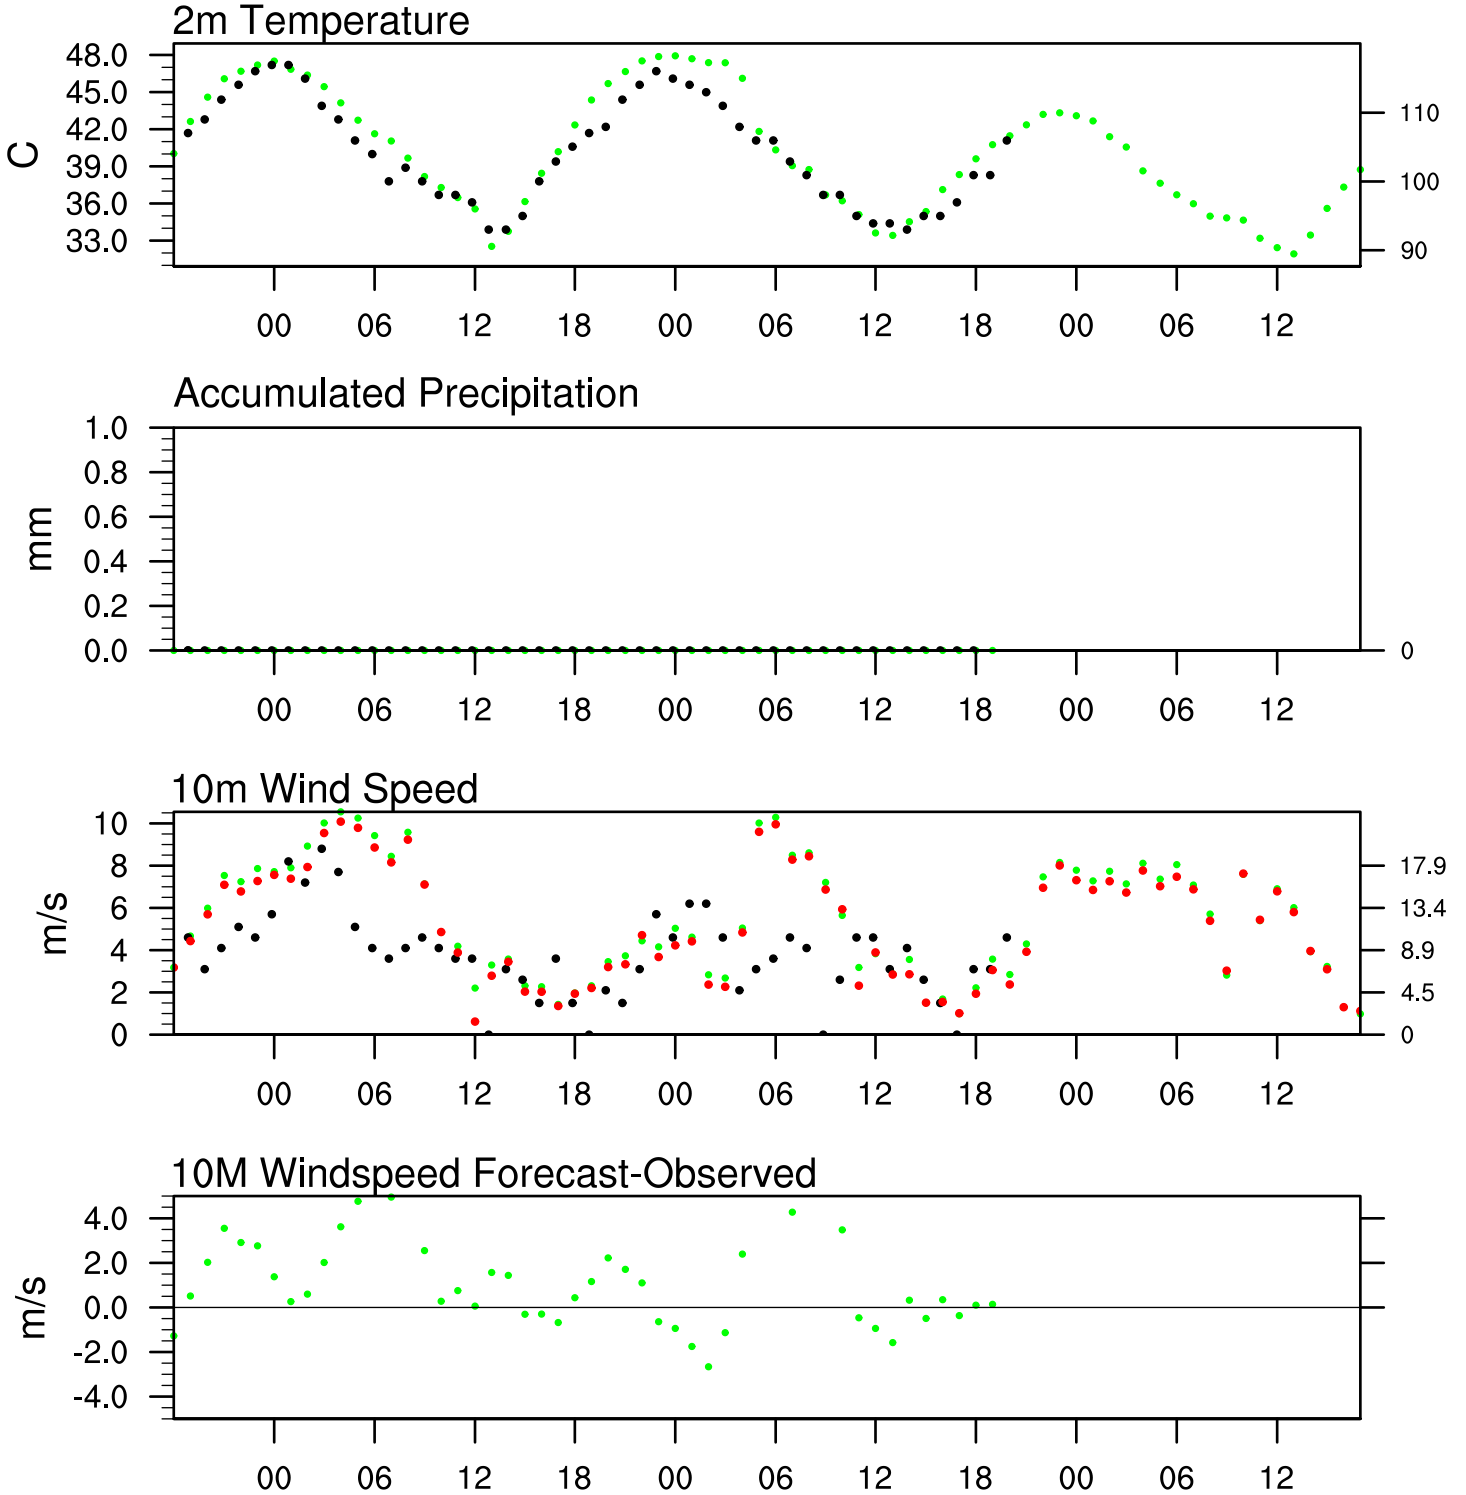 2m Temperature
48.0
45.0
42.0
39.0
36.0
33.0
C
110
100
90
00 06 12 18 00 06 12 18 00 06 12
Accumulated Precipitation
1.0
0.8
0.6
0.4
0.2
0.0
mm
0
00 06 12 18 00 06 12 18 00 06 12
10m Wind Speed
10
8
6
4
2
0
m/s
17.9
13.4
8.9
4.5
0
00 06 12 18 00 06 12 18 00 06 12
10M Windspeed Forecast-Observed
4.0
2.0
0.0
-2.0
-4.0
m/s
00 06 12 18 00 06 12 18 00 06 12